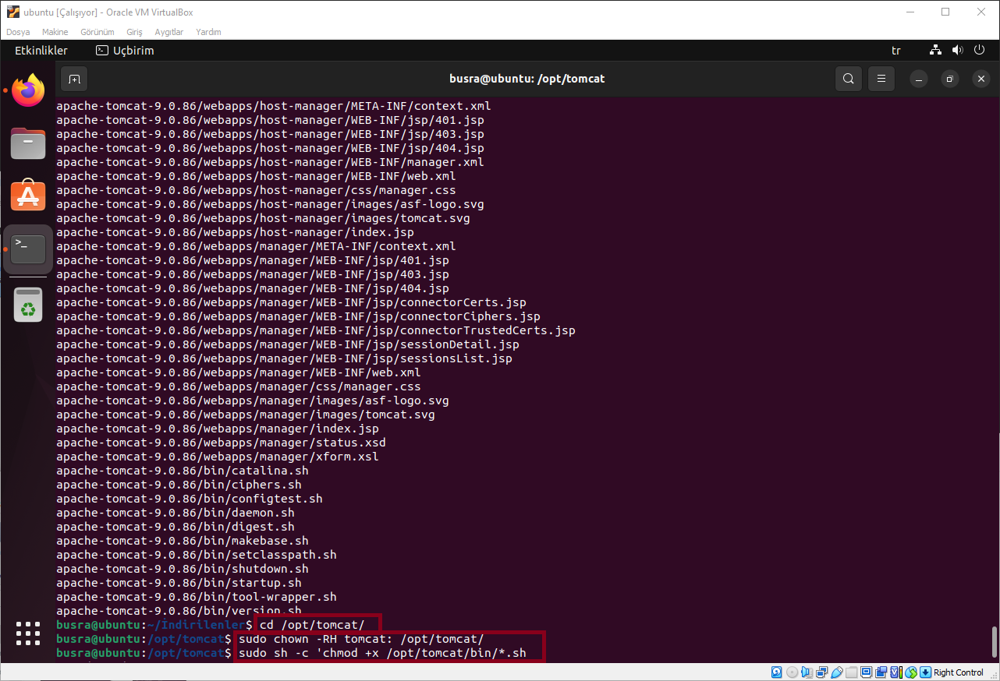 ubuntu [Çalışıyor] - Oracle VM VirtualBox
Dosya Makine Görünüm Giriş Aygıtlar Yardım
Etkinlikler Uçbirim tr
busra@ubuntu: /opt/tomcat
apache-tomcat-9.0.86/webapps/host-manager/META-INF/context.xml
apache-tomcat-9.0.86/webapps/host-manager/WEB-INF/jsp/401.jsp
apache-tomcat-9.0.86/webapps/host-manager/WEB-INF/jsp/403.jsp
apache-tomcat-9.0.86/webapps/host-manager/WEB-INF/jsp/404.jsp
apache-tomcat-9.0.86/webapps/host-manager/WEB-INF/manager.xml
apache-tomcat-9.0.86/webapps/host-manager/WEB-INF/web.xml
apache-tomcat-9.0.86/webapps/host-manager/css/manager.css
apache-tomcat-9.0.86/webapps/host-manager/images/asf-logo.svg
apache-tomcat-9.0.86/webapps/host-manager/images/tomcat.svg
apache-tomcat-9.0.86/webapps/host-manager/index.jsp
apache-tomcat-9.0.86/webapps/manager/META-INF/context.xml
apache-tomcat-9.0.86/webapps/manager/WEB-INF/jsp/401.jsp
apache-tomcat-9.0.86/webapps/manager/WEB-INF/jsp/403.jsp
apache-tomcat-9.0.86/webapps/manager/WEB-INF/jsp/404.jsp
apache-tomcat-9.0.86/webapps/manager/WEB-INF/jsp/connectorCerts.jsp
apache-tomcat-9.0.86/webapps/manager/WEB-INF/jsp/connectorCiphers.jsp
apache-tomcat-9.0.86/webapps/manager/WEB-INF/jsp/connectorTrustedCerts.jsp
apache-tomcat-9.0.86/webapps/manager/WEB-INF/jsp/sessionDetail.jsp
apache-tomcat-9.0.86/webapps/manager/WEB-INF/jsp/sessionsList.jsp
apache-tomcat-9.0.86/webapps/manager/WEB-INF/web.xml
apache-tomcat-9.0.86/webapps/manager/css/manager.css
apache-tomcat-9.0.86/webapps/manager/images/asf-logo.svg
apache-tomcat-9.0.86/webapps/manager/images/tomcat.svg
apache-tomcat-9.0.86/webapps/manager/index.jsp
apache-tomcat-9.0.86/webapps/manager/status.xsd
apache-tomcat-9.0.86/webapps/manager/xform.xsl
apache-tomcat-9.0.86/bin/catalina.sh
apache-tomcat-9.0.86/bin/ciphers.sh
apache-tomcat-9.0.86/bin/configtest.sh
apache-tomcat-9.0.86/bin/daemon.sh
apache-tomcat-9.0.86/bin/digest.sh
apache-tomcat-9.0.86/bin/makebase.sh
apache-tomcat-9.0.86/bin/setclasspath.sh
apache-tomcat-9.0.86/bin/shutdown.sh
apache-tomcat-9.0.86/bin/startup.sh
apache-tomcat-9.0.86/bin/tool-wrapper.sh
apache-tomcat-9.0.86/bin/version.sh
busra@ubuntu:~/İndirilenler$ cd /opt/tomcat/
busra@ubuntu:/opt/tomcat$ sudo chown -RH tomcat: /opt/tomcat/
busra@ubuntu:/opt/tomcat$ sudo sh -c 'chmod +x /opt/tomcat/bin/*.sh
Right Control